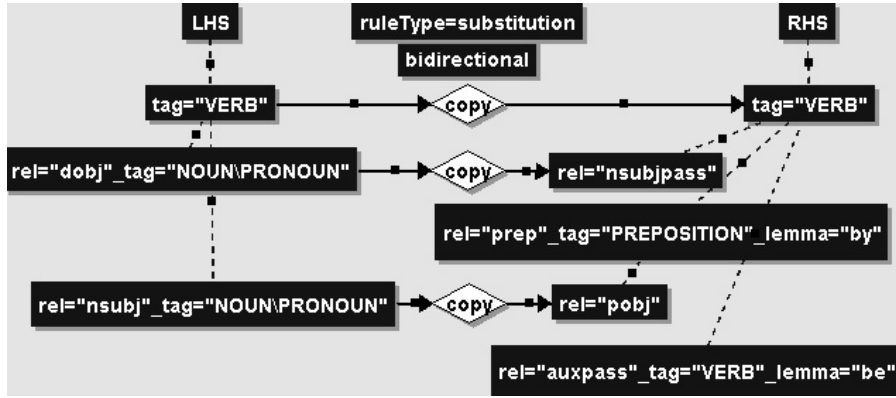 LHS
ruleType=substitution
RHS
bidirectional
tag="VERB"
copy
tag="VERB"
rel="dobj"_tag="NOUN\PRONOUN"
copy
rel="nsubjpass"
rel="prep"_tag="PREPOSITION"_lemma="by"
rel="nsubj"_tag="NOUN\PRONOUN"
copy
rel="pobj"
rel="auxpass"_tag="VERB"_lemma="be"